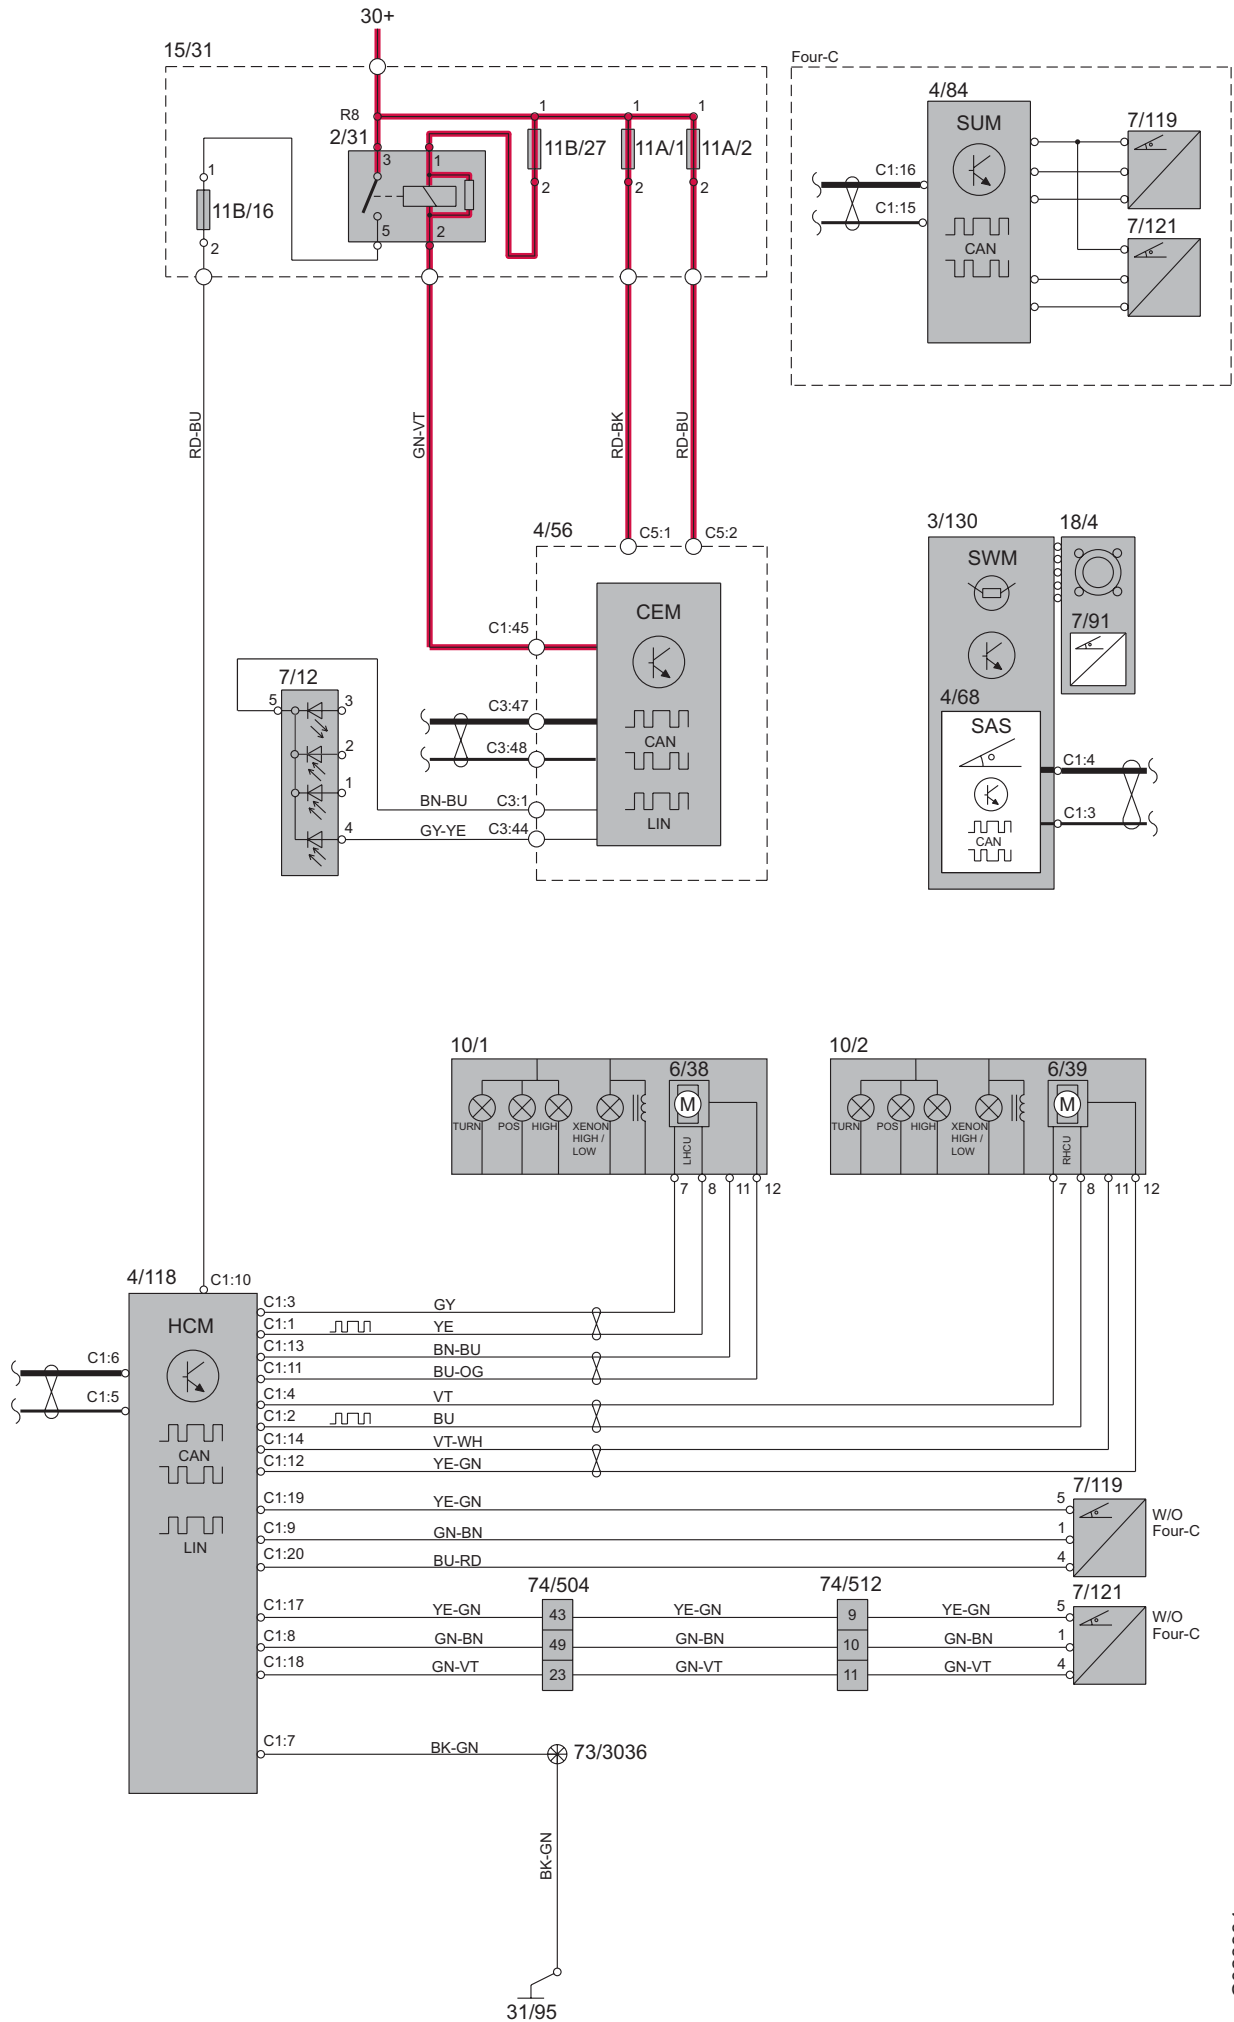 30+
15/31
Four-C
R8
2/31
1
1
1
3
1
11B/27
11A/1
11A/2
1
11B/16
2
5
2
2
2
2
4/84
SUM
7/119
C1:16
C1:15
CAN
7/121
RD-BU
GN-VT
RD-BK
RD-BU
4/56
C5:1
C5:2
CEM
C1:45
7/12
5
3
2
1
4
C3:47
C3:48
CAN
BN-BU
C3:1
GY-YE
C3:44
LIN
3/130
18/4
SWM
7/91
4/68
SAS
C1:4
C1:3
CAN
10/1
6/38
M
TURN
POS
HIGH
XENON
HIGH /
LOW
LHCU
7
8
11
12
10/2
6/39
M
TURN
POS
HIGH
XENON
HIGH /
LOW
RHCU
7
8
11
12
4/118
C1:10
HCM
C1:6
C1:5
CAN
LIN
C1:3
GY
C1:1
YE
C1:13
BN-BU
C1:11
BU-OG
C1:4
VT
C1:2
BU
C1:14
VT-WH
C1:12
YE-GN
C1:19
YE-GN
5
7/119
W/O
Four-C
C1:9
GN-BN
1
C1:20
BU-RD
4
74/504
74/512
7/121
C1:17
YE-GN
43
YE-GN
9
YE-GN
5
W/O
Four-C
C1:8
GN-BN
49
GN-BN
10
GN-BN
1
C1:18
GN-VT
23
GN-VT
11
GN-VT
4
C1:7
BK-GN
73/3036
BK-GN
31/95